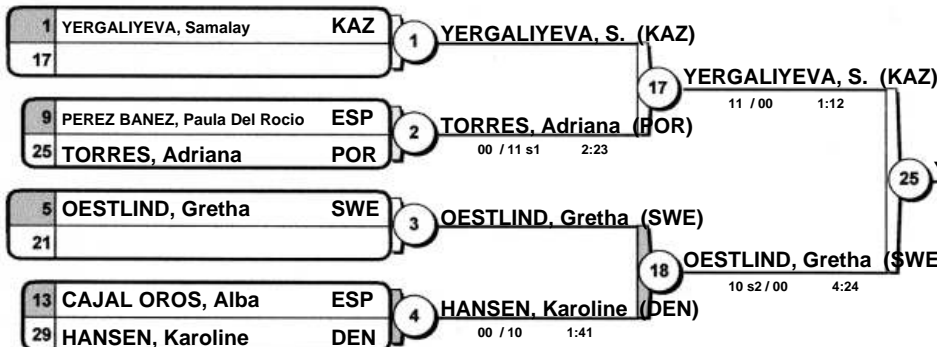 1 YERGALIYEVA, Samalay KAZ
17
1
YERGALIYEVA, S. (KAZ)
9 PEREZ BANEZ, Paula Del Rocio ESP
25 TORRES, Adriana POR
2
TORRES, Adriana (POR)
00 / 11 s1 2:23
17
YERGALIYEVA, S. (KAZ)
11 / 00 1:12
5 OESTLIND, Gretha SWE
21
3
OESTLIND, Gretha (SWE)
13 CAJAL OROS, Alba ESP
29 HANSEN, Karoline DEN
4
HANSEN, Karoline (DEN)
00 / 10 1:41
18
OESTLIND, Gretha (SWE
10 s2 / 00 4:24
25